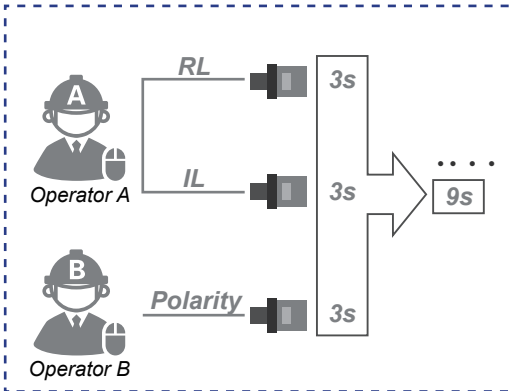 A
Operator A
RL
3s
IL
3s
.. . .
9s
B
Operator B
Polarity
3s